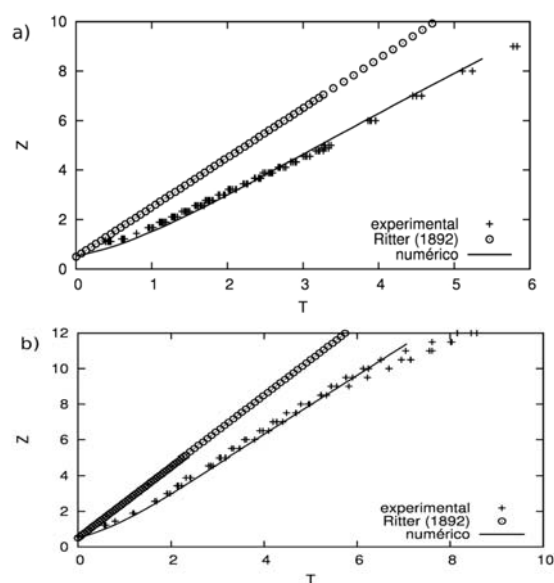 a)
10
8
6
4
2
0
Z
experimental
Ritter (1892)
numérico
0 1 2 3 4 5 6
T
b)
12
10
8
6
4
2
0
Z
experimental
Ritter (1892)
numérico
0 2 4 6 8 10
T